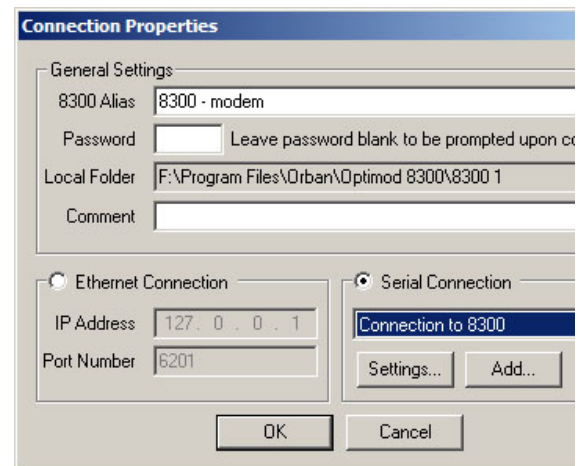 Connection Properties
General Settings
8300 Alias 8300 - modem
Password Leave password blank to be prompted upon
Local Folder F:\Program Files\Orban\Optimod 8300\8300 1
Comment
Ethernet Connection
IP Address 127. 0 . 0 . 1
Port Number 6201
Serial Connection
Connection to 8300
Settings... Add...
OK Cancel